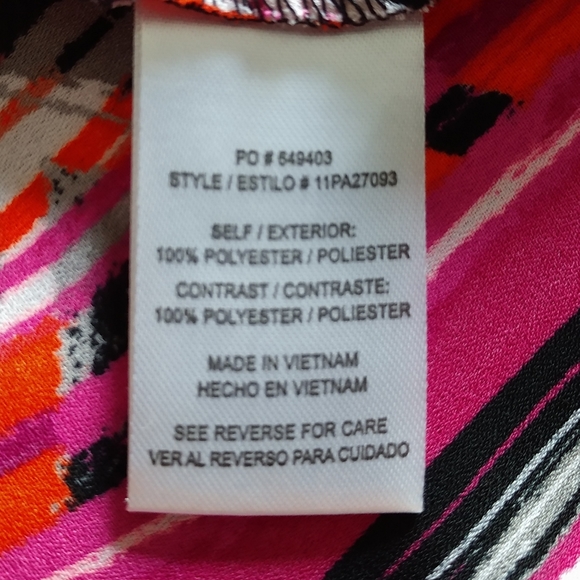 PO # 649403
STYLE / ESTILO # 11PA27093
SELF / EXTERIOR:
100% POLYESTER / POLIESTER
CONTRAST / CONTRASTE:
100% POLYESTER / POLIESTER
MADE IN VIETNAM
HECHO EN VIETNAM
SEE REVERSE FOR CARE
VER AL REVERSO PARA CUIDADO